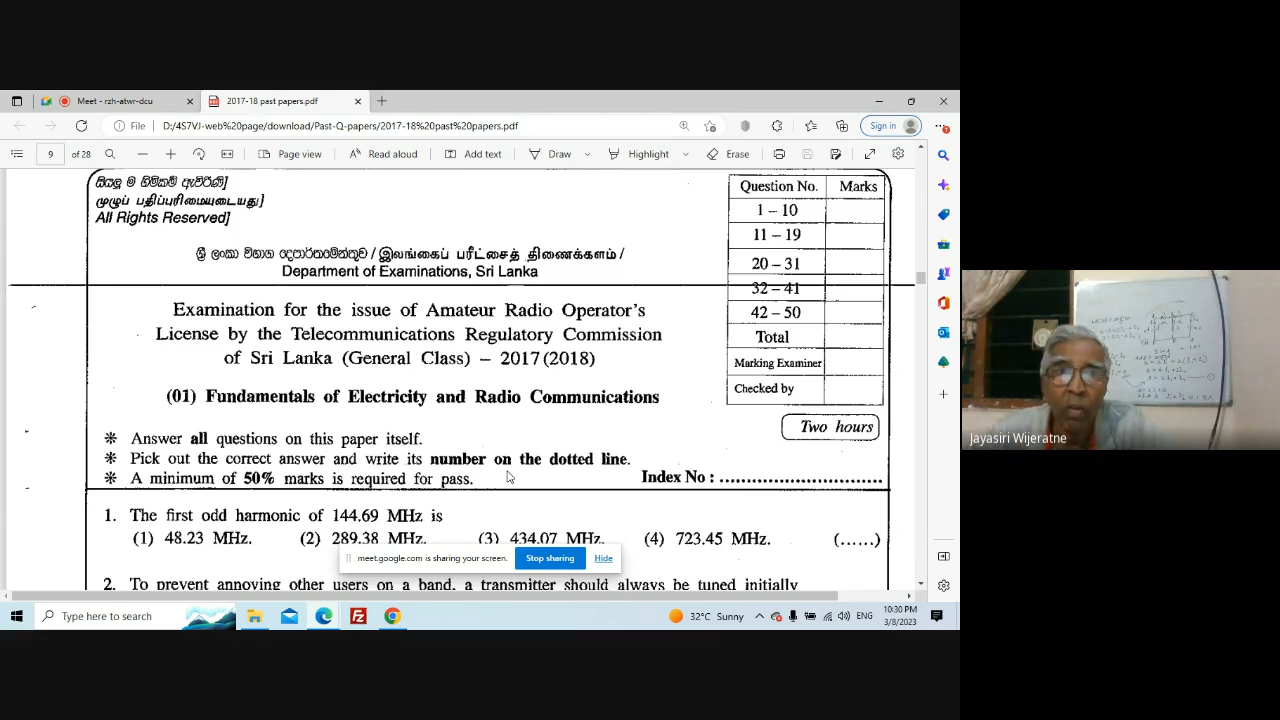 Meet - rzh-atwr-dcu
2017-18 past papers.pdf
File D:/4S7VJ-web%20page/download/Past-Q-papers/2017-18%20past%20papers.pdf
Sign in
9 of 28
Page view
Read aloud
Add text
Draw
Highlight
Erase
සියලු ම හිමිකම් ඇවිරිණි]
முழுப் பதிப்புரிமையுடையது]
All Rights Reserved]
ශ්‍රී ලංකා විභාග දෙපාර්තමේන්තුව / இலங்கைப் பரீட்சைத் திணைக்களம் /
Department of Examinations, Sri Lanka
Examination for the issue of Amateur Radio Operator's
License by the Telecommunications Regulatory Commission
of Sri Lanka (General Class) – 2017 (2018)
(01) Fundamentals of Electricity and Radio Communications
Question No. Marks
1 – 10
11 – 19
20 – 31
32 – 41
42 – 50
Total
Marking Examiner
Checked by
Two hours
✻ Answer all questions on this paper itself.
✻ Pick out the correct answer and write its number on the dotted line.
✻ A minimum of 50% marks is required for pass.
Index No : ................................
1. The first odd harmonic of 144.69 MHz is
(1) 48.23 MHz. (2) 289.38 MHz. (3) 434.07 MHz. (4) 723.45 MHz. (......)
meet.google.com is sharing your screen. Stop sharing Hide
2. To prevent annoying other users on a band, a transmitter should always be tuned initially
Type here to search
32°C Sunny
ENG
10:30 PM
3/8/2023
Jayasiri Wijeratne